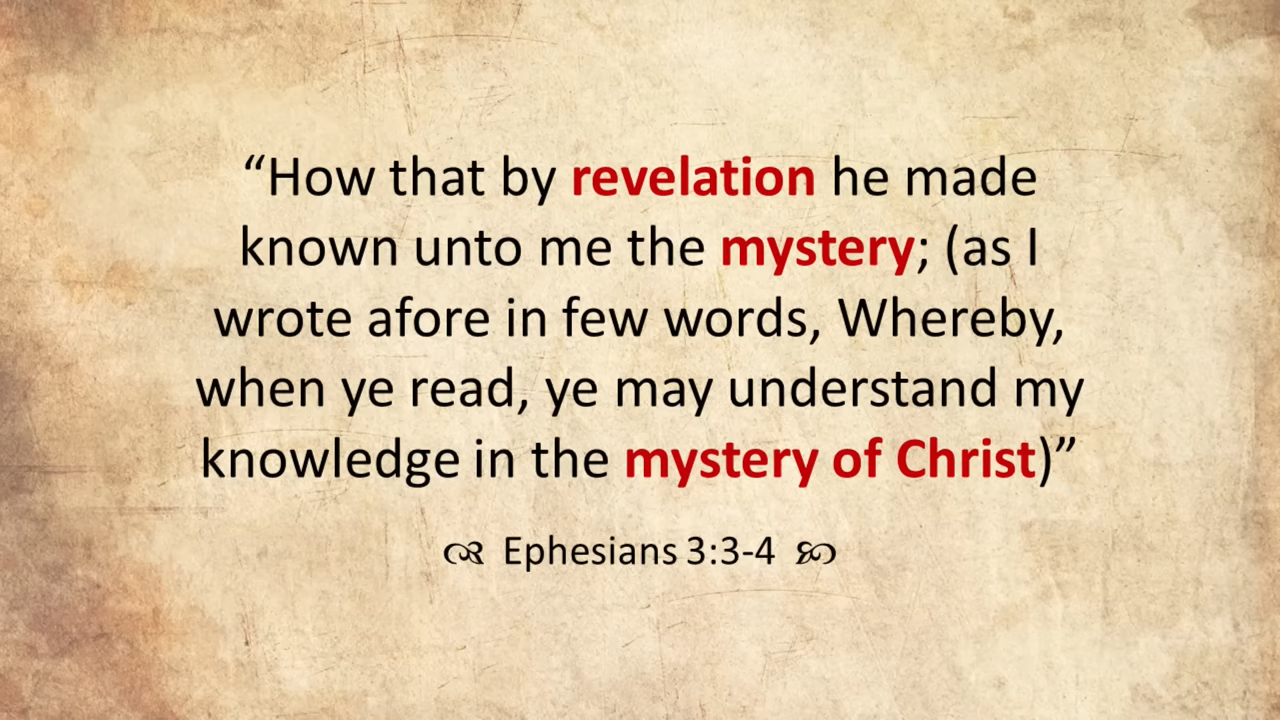 “How that by revelation he made
known unto me the mystery; (as I
wrote afore in few words, Whereby,
when ye read, ye may understand my
knowledge in the mystery of Christ)”
Ephesians 3:3-4